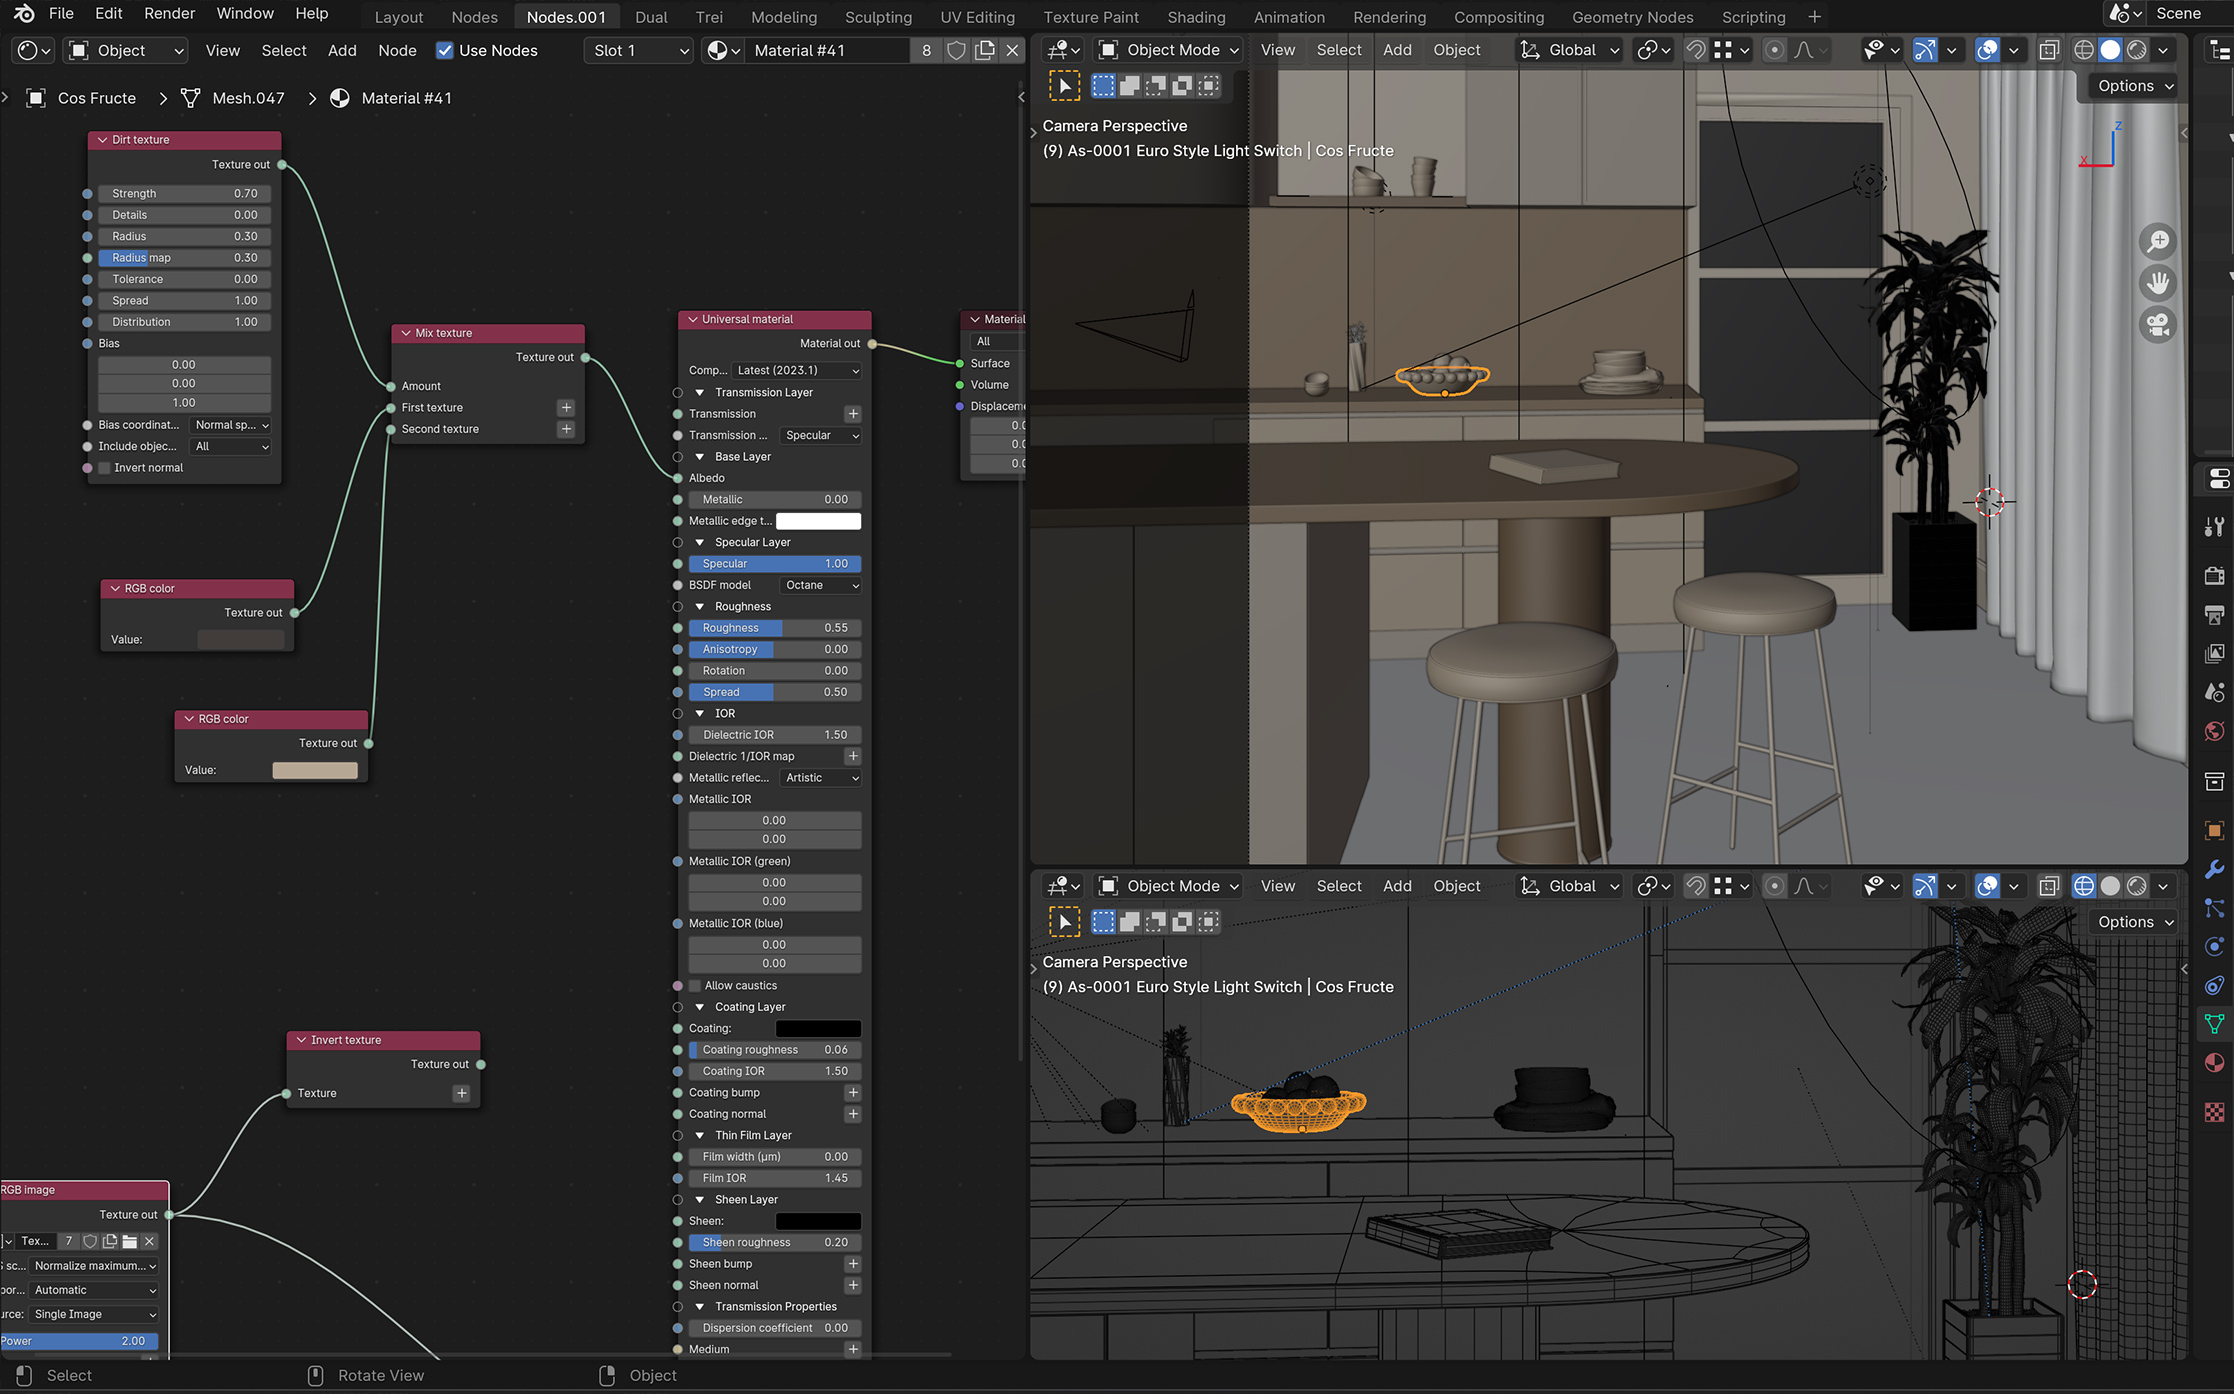 File Edit Render Window Help Layout Nodes Nodes.001 Dual Trei Modeling Sculpting UV Editing Texture Paint Shading Animation Rendering Compositing Geometry Nodes Scripting Scene
Object View Select Add Node Use Nodes Slot 1 Material #41 8
Cos Fructe Mesh.047 Material #41
Dirt texture
Texture out
Strength 0.70
Details 0.00
Radius 0.30
Radius map 0.30
Tolerance 0.00
Spread 1.00
Distribution 1.00
Bias
0.00
0.00
1.00
Bias coordinat... Normal sp...
Include objec... All
Invert normal
Mix texture
Texture out
Amount
First texture
Second texture
RGB color
Texture out
Value:
RGB color
Texture out
Value:
Invert texture
Texture out
Texture
RGB image
Texture out
Tex... 7
Normalize maximum...
Automatic
Single Image
Power 2.00
Universal material
Material out
Comp... Latest (2023.1)
Transmission Layer
Transmission
Transmission ... Specular
Base Layer
Albedo
Metallic 0.00
Metallic edge t...
Specular Layer
Specular 1.00
BSDF model Octane
Roughness
Roughness 0.55
Anisotropy 0.00
Rotation 0.00
Spread 0.50
IOR
Dielectric IOR 1.50
Dielectric 1/IOR map
Metallic reflec... Artistic
Metallic IOR
0.00
0.00
Metallic IOR (green)
0.00
0.00
Metallic IOR (blue)
0.00
0.00
Allow caustics
Coating Layer
Coating:
Coating roughness 0.06
Coating IOR 1.50
Coating bump
Coating normal
Thin Film Layer
Film width (µm) 0.00
Film IOR 1.45
Sheen Layer
Sheen:
Sheen roughness 0.20
Sheen bump
Sheen normal
Transmission Properties
Dispersion coefficient 0.00
Medium
Material
All
Surface
Volume
Displaceme
Object Mode View Select Add Object Global
Options
Camera Perspective
(9) As-0001 Euro Style Light Switch | Cos Fructe
Z
X
Object Mode View Select Add Object Global
Options
Camera Perspective
(9) As-0001 Euro Style Light Switch | Cos Fructe
Select Rotate View Object